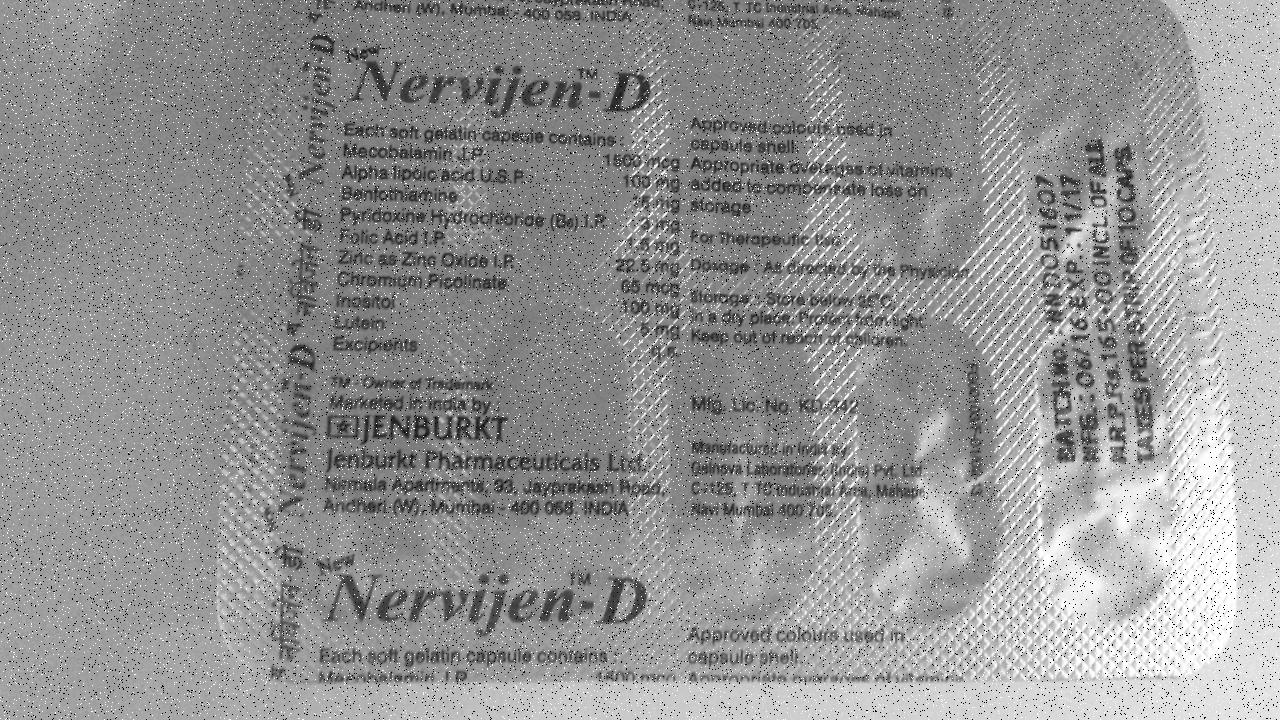 Andheri (W), Mumbai - 400 058, INDIA
C-126, T TC Industrial Area, Mahape,
Navi Mumbai 400 705.
New
Nervijen™-D
Each soft gelatin capsule contains :
Mecobalamin I.P. 1500 mcg
Alpha lipoic acid U.S.P. 100 mg
Benfothiamine
Pyridoxine Hydrochloride (B6) I.P. 3 mg
Folic Acid I.P. 1.5 mg
Zinc as Zinc Oxide I.P. 22.5 mg
Chromium Picolinate 65 mcg
Inositol 100 mg
Lutein 5 mg
Excipients q.s.
TM - Owner of Trademark
Marketed in India by
JENBURKT
Jenburkt Pharmaceuticals Ltd.
Nirmala Apartments, 93, Jayprakash Road,
Andheri (W), Mumbai - 400 058, INDIA
Approved colours used in
capsule shell.
Appropriate overages of vitamins
added to compensate loss on
storage.
For Therapeutic Use
Dosage : As directed by the Physician
Storage : Store below 25°C
in a dry place. Protect from light.
Keep out of reach of children.
Mfg. Lic. No. KD-942
Manufactured in India by
Laboratories (India) Pvt. Ltd.
C-126, T TC Industrial Area, Mahape,
Navi Mumbai 400 705.
BATCH NO. : NND051607
MFG.: 06/16 EXP. 11/17
M.R.P.Rs.165.00 INCL.OF ALL
TAXES PER STRIP OF 10 CAPS.
Nervijen-D
नर्विजेन डी
New
Nervijen-D
नर्विजेन डी
New
Nervijen™-D
Each soft gelatin capsule contains :
Mecobalamin I.P. 1500 mcg
Approved colours used in
capsule shell.
Appropriate overages of vitamins